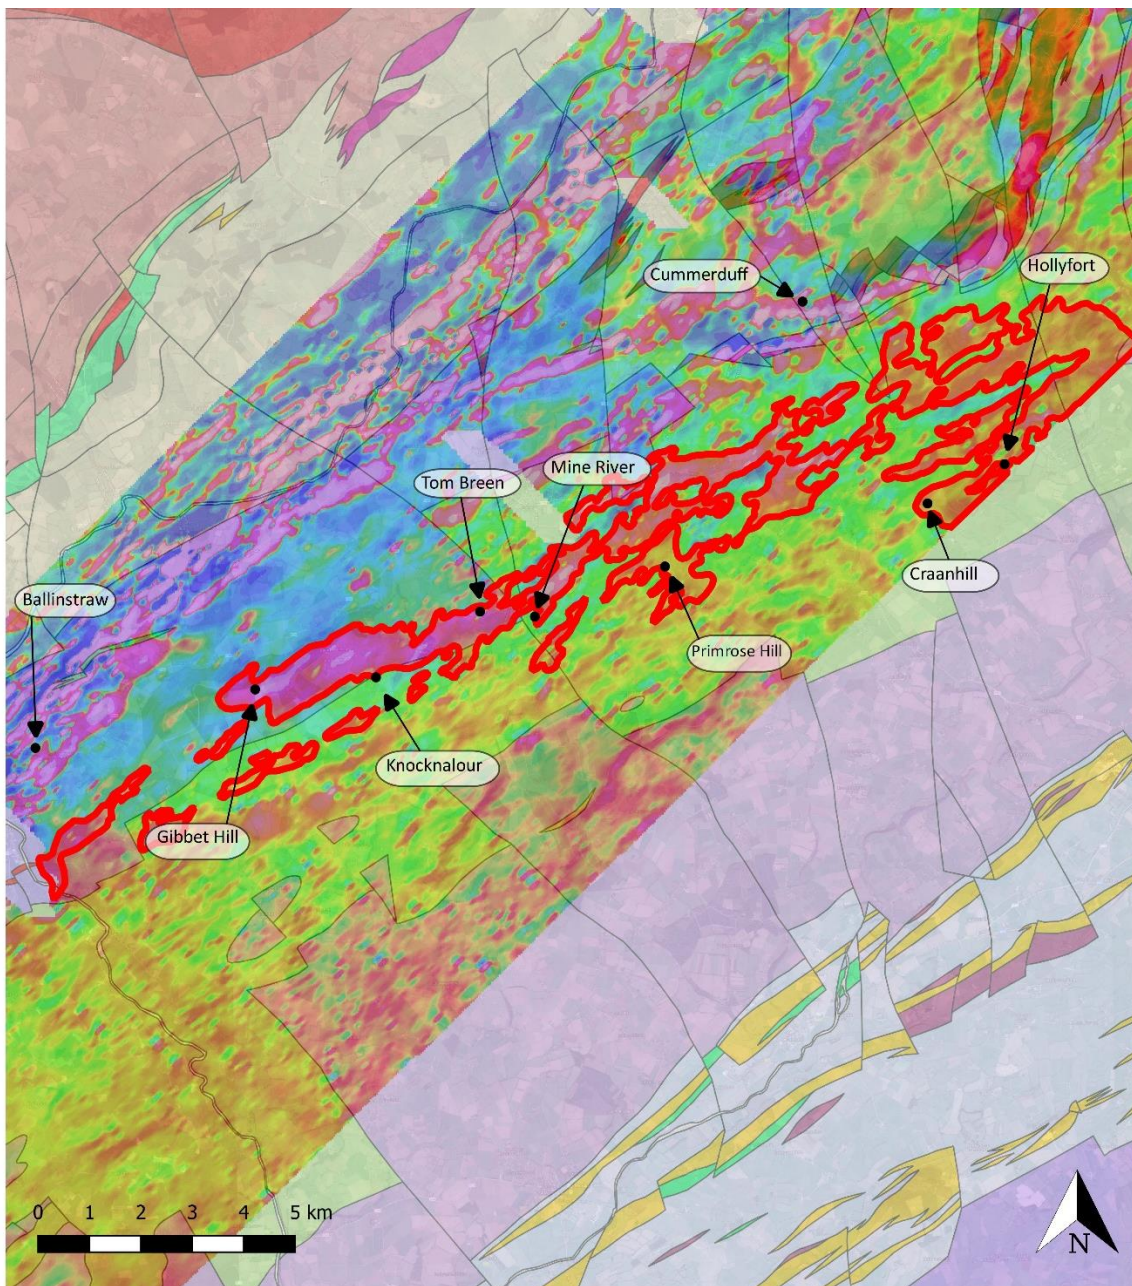 Cummerduff
Hollyfort
Tom Breen
Mine River
Craanhill
Ballinstraw
Primrose Hill
Knocknalour
Gibbet Hill
0 1 2 3 4 5 km
N